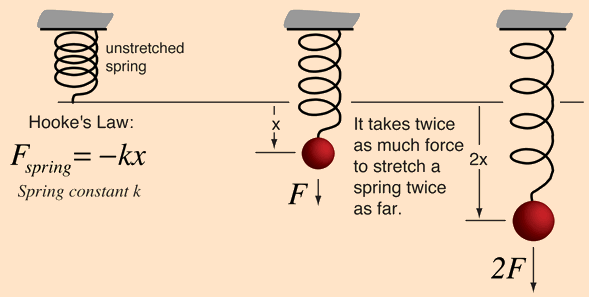 unstretched
spring
Hooke's Law:
F spring = −kx
Spring constant k
x
F
It takes twice
as much force
to stretch a
spring twice
as far.
2x
2F